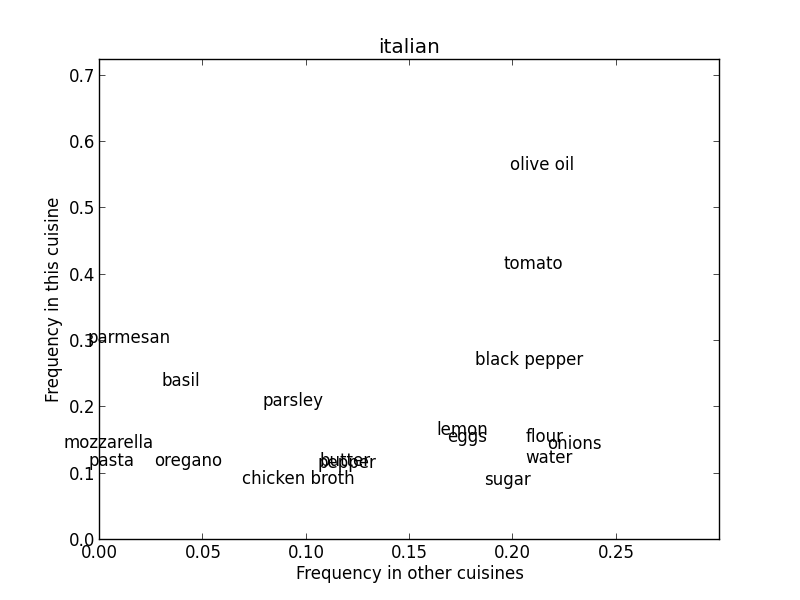 italian
0.7
0.6
olive oil
0.5
tomato
0.4
Frequency in this cuisine
0.3
parmesan
black pepper
basil
parsley
0.2
lemon
eggs
flour
onions
mozzarella
pasta
oregano
butter
pepper
water
0.1
chicken broth
sugar
0.0
0.00 0.05 0.10 0.15 0.20 0.25
Frequency in other cuisines